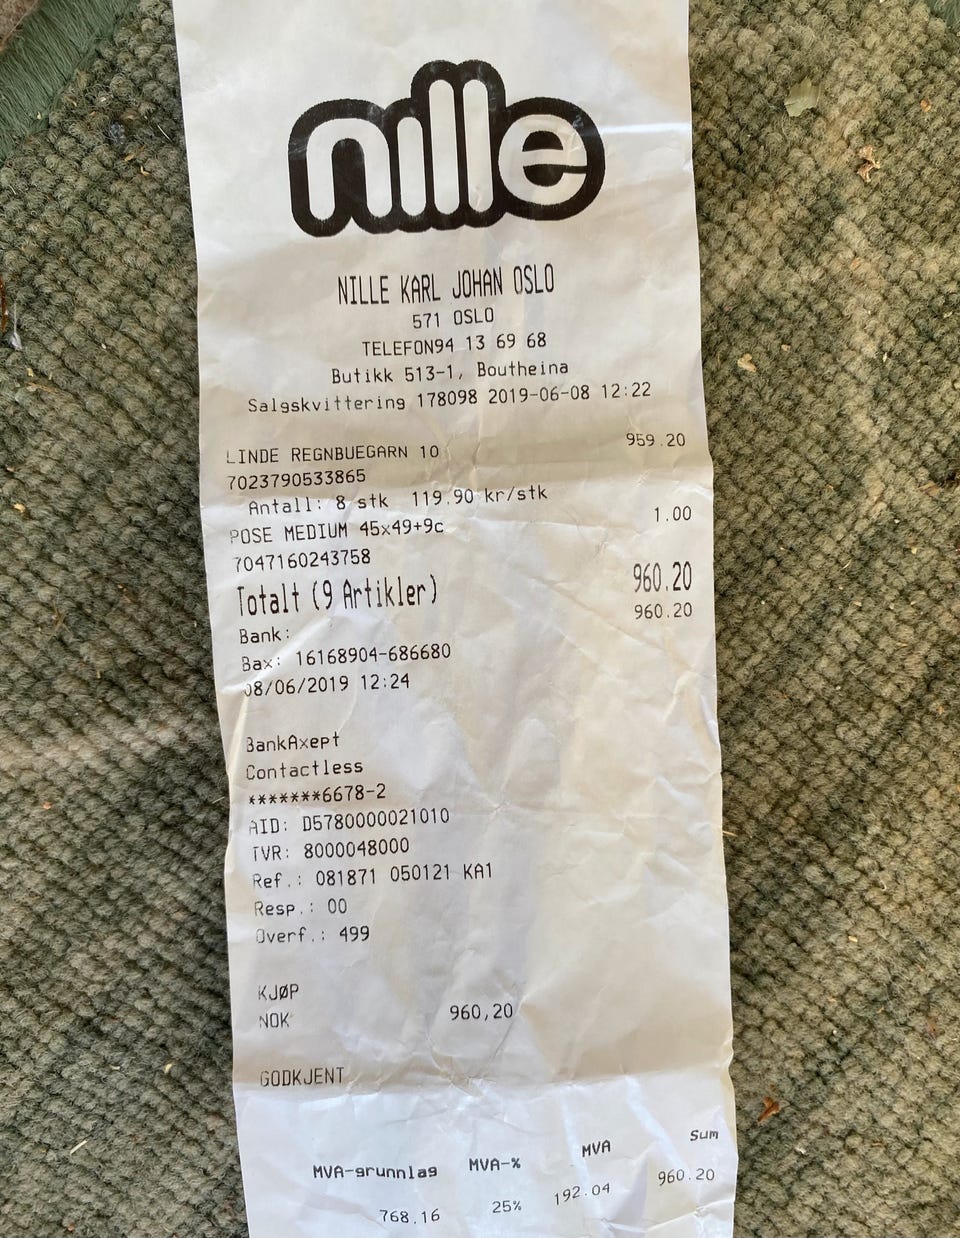 nille
NILLE KARL JOHAN OSLO
571 OSLO
TELEFON94 13 69 68
Butikk 513-1, Boutheina
Salgskvittering 178098 2019-06-08 12:22
LINDE REGNBUEGARN 10 959.20
7023790533865
Antall: 8 stk 119.90 kr/stk
POSE MEDIUM 45x49+9c 1.00
7047160243758
Totalt (9 Artikler) 960.20
Bank: 960.20
Bax: 16168904-686680
08/06/2019 12:24
BankAxept
Contactless
*******6678-2
AID: D5780000021010
TVR: 8000048000
Ref.: 081871 050121 KA1
Resp.: 00
Overf.: 499
KJØP
NOK 960,20
GODKJENT
MVA-grunnlag MVA-% MVA Sum
768.16 25% 192.04 960.20